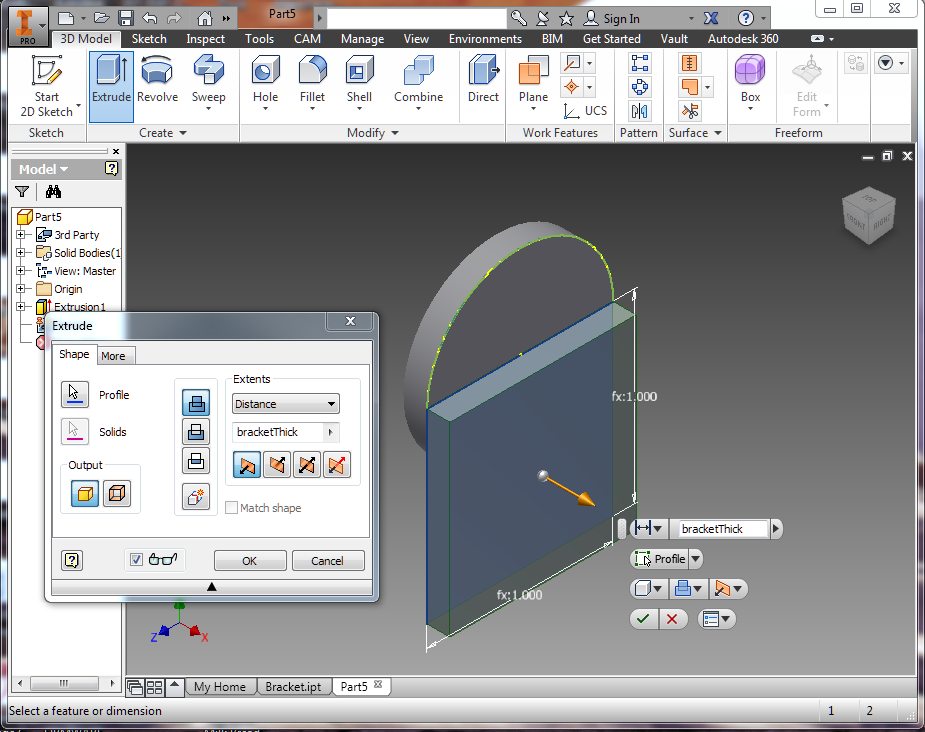 Part5
Sign In
PRO
3D Model Sketch Inspect Tools CAM Manage View Environments BIM Get Started Vault Autodesk 360
Start
2D Sketch
Extrude
Revolve
Sweep
Hole
Fillet
Shell
Combine
Direct
Plane
UCS
Box
Edit
Form
Sketch Create Modify Work Features Pattern Surface Freeform
Model
Part5
3rd Party
Solid Bodies(1
View: Master
Origin
Extrusion1
TOP
FRONT
RIGHT
Extrude
Shape More
Profile
Solids
Output
Extents
Distance
bracketThick
Match shape
OK Cancel
fx:1.000
fx:1.000
bracketThick
Profile
Z X
My Home Bracket.ipt Part5
Select a feature or dimension 1 2